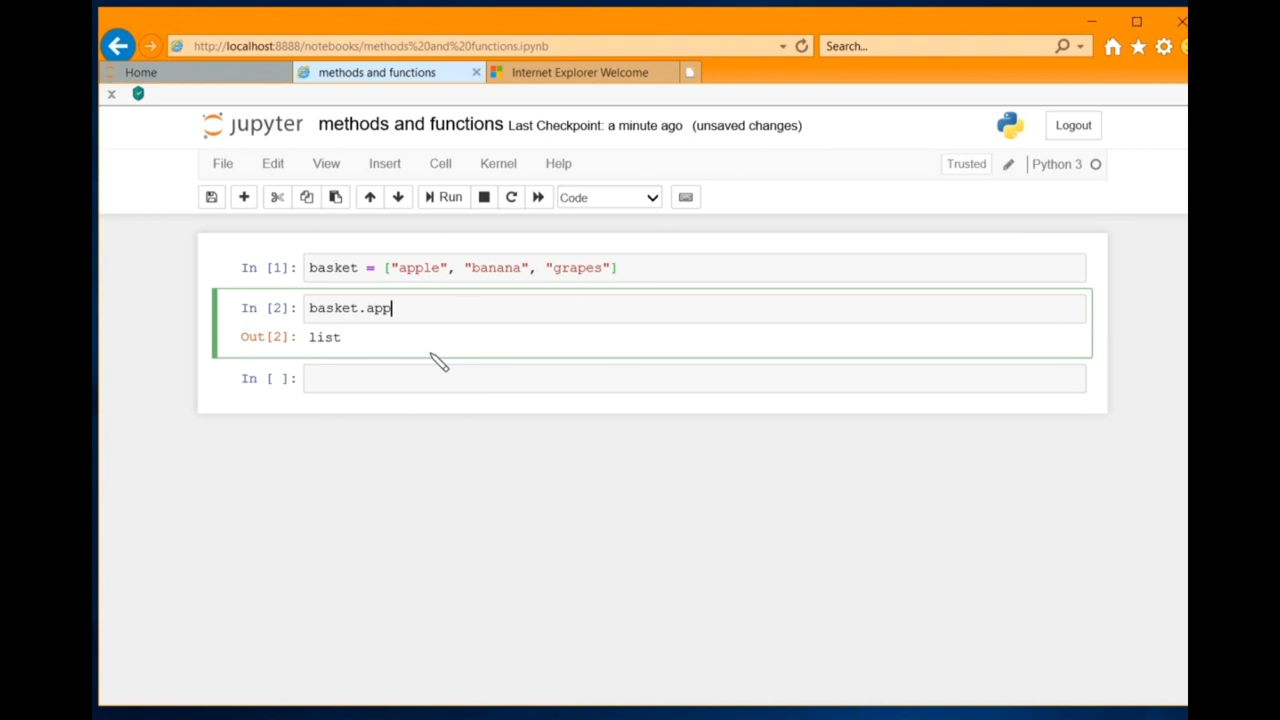 http://localhost:8888/notebooks/methods%20and%20functions.ipynb
Search...
Home
methods and functions
Internet Explorer Welcome
x
jupyter methods and functions Last Checkpoint: a minute ago (unsaved changes)
Logout
File Edit View Insert Cell Kernel Help
Trusted
Python 3
Run
Code
In [1]: basket = ["apple", "banana", "grapes"]
In [2]: basket.app
Out[2]: list
In [ ]: